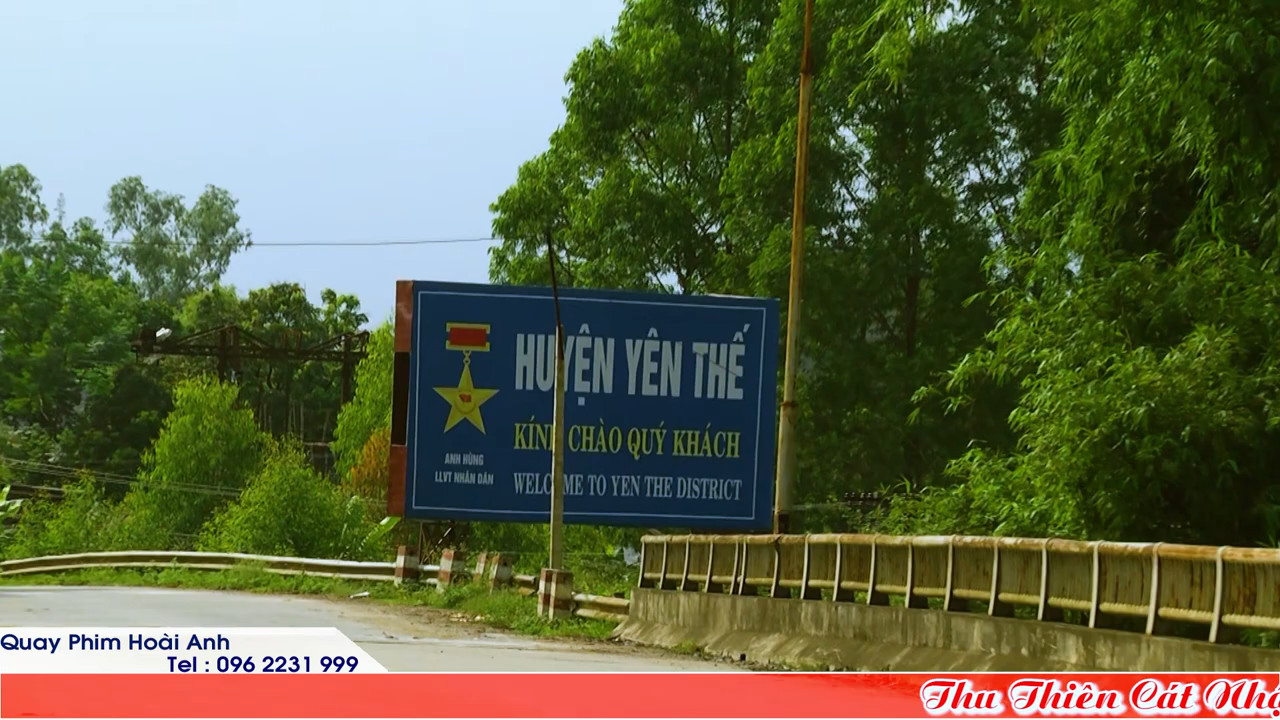 HUYỆN YÊN THẾ
KÍNH CHÀO QUÝ KHÁCH
WELCOME TO YEN THE DISTRICT
ANH HÙNG
LLVT NHÂN DÂN
Quay Phim Hoài Anh
Tel : 096 2231 999
Thu Thiên Cát Nhậ